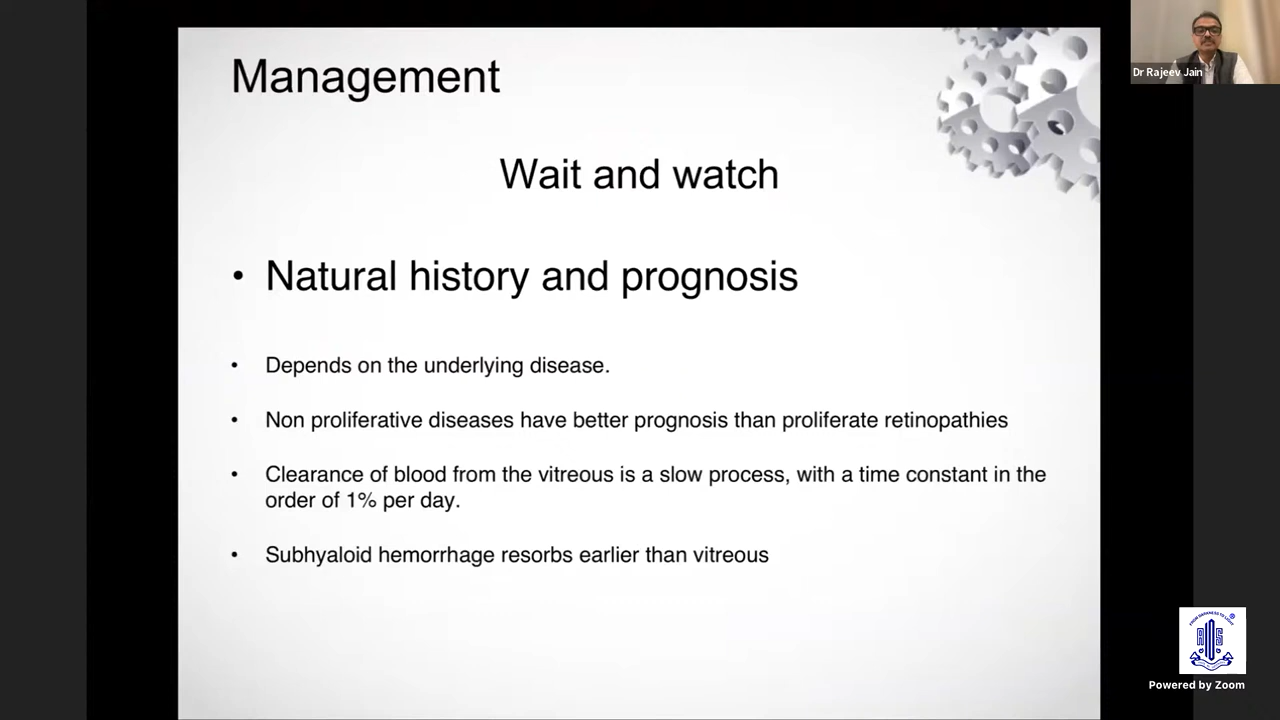 Management
Wait and watch
• Natural history and prognosis
• Depends on the underlying disease.
• Non proliferative diseases have better prognosis than proliferate retinopathies
• Clearance of blood from the vitreous is a slow process, with a time constant in the
order of 1% per day.
• Subhyaloid hemorrhage resorbs earlier than vitreous
Dr Rajeev Jain
Powered by Zoom